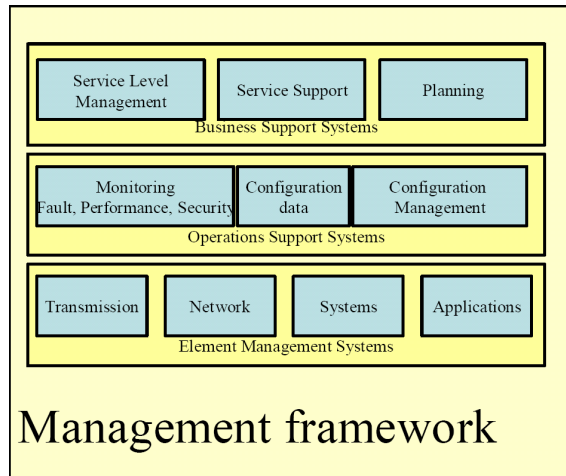 Service Level
Management
Service Support
Planning
Business Support Systems
Monitoring
Fault, Performance, Security
Configuration
data
Configuration
Management
Operations Support Systems
Transmission
Network
Systems
Applications
Element Management Systems
Management framework